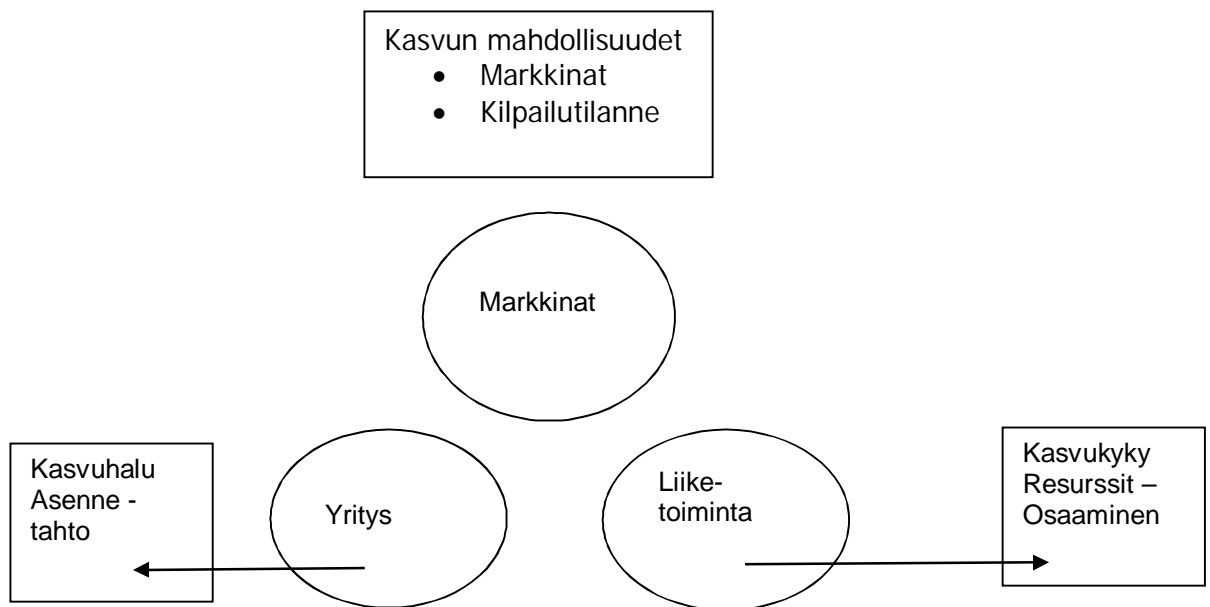 Kasvun mahdollisuudet
• Markkinat
• Kilpailutilanne
Markkinat
Kasvuhalu
Asenne -
tahto
Yritys
Liike-
toiminta
Kasvukyky
Resurssit –
Osaaminen